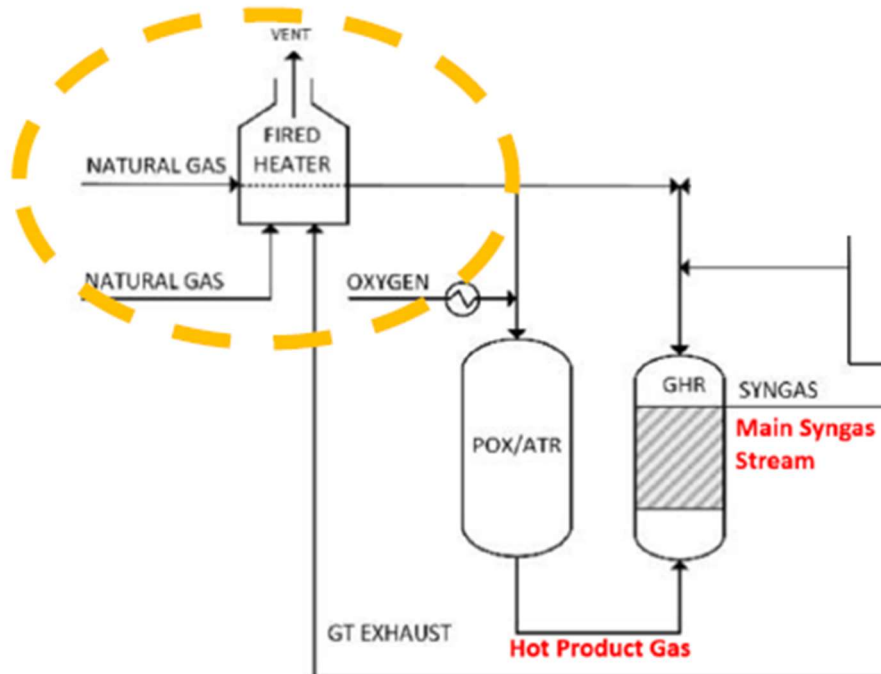 VENT
FIRED
HEATER
NATURAL GAS
NATURAL GAS
OXYGEN
POX/ATR
GHR
SYNGAS
Main Syngas
Stream
GT EXHAUST
Hot Product Gas